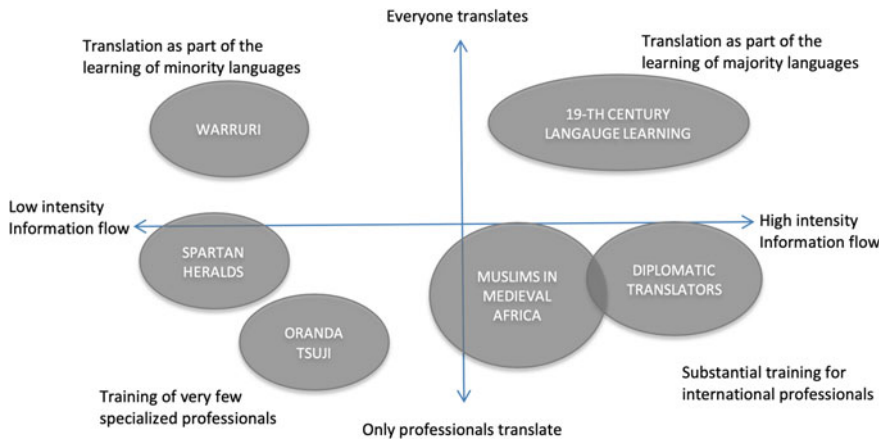 Everyone translates
Translation as part of the
learning of minority languages
Translation as part of the
learning of majority languages
WARRURI
19-TH CENTURY
LANGAUGE LEARNING
Low intensity
Information flow
High intensity
Information flow
SPARTAN
HERALDS
MUSLIMS IN
MEDIEVAL
AFRICA
DIPLOMATIC
TRANSLATORS
ORANDA
TSUJI
Training of very few
specialized professionals
Substantial training for
international professionals
Only professionals translate